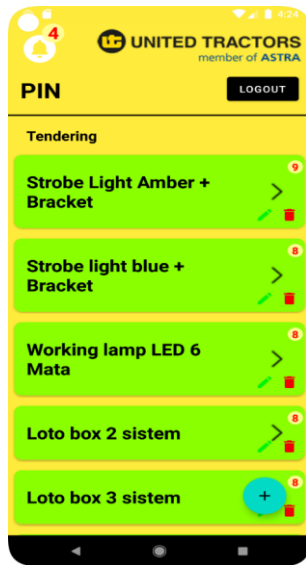 4:24
4
UNITED TRACTORS
member of ASTRA
PIN
LOGOUT
Tendering
9
Strobe Light Amber +
Bracket
8
Strobe light blue +
Bracket
8
Working lamp LED 6
Mata
8
Loto box 2 sistem
8
Loto box 3 sistem
+